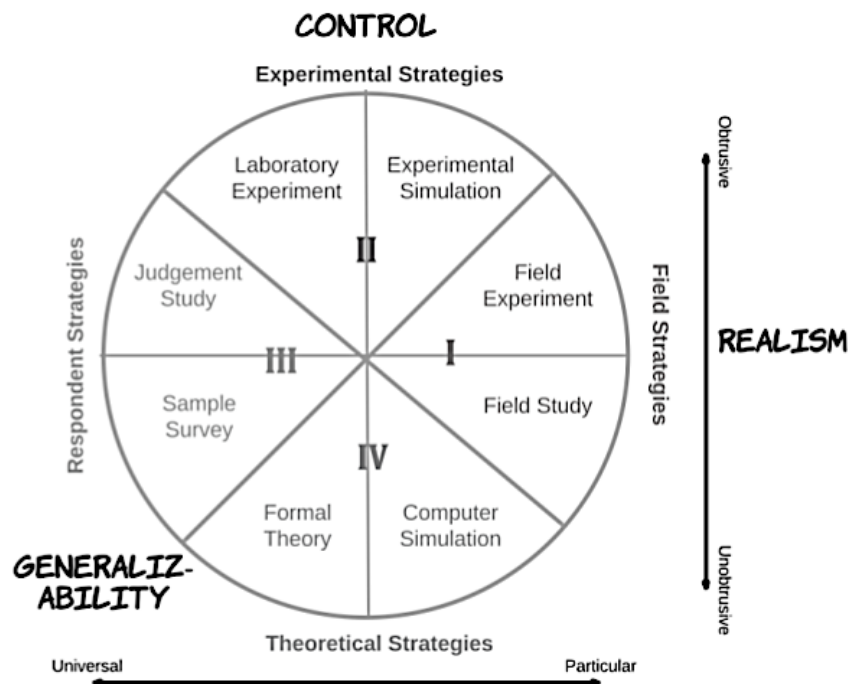 CONTROL
Experimental Strategies
Obtrusive
Laboratory
Experiment
Experimental
Simulation
II
Judgement
Study
Field
Experiment
Respondent Strategies
III
I
Field Strategies
REALISM
Sample
Survey
Field Study
IV
Formal
Theory
Computer
Simulation
GENERALIZ-
ABILITY
Unobtrusive
Theoretical Strategies
Universal
Particular